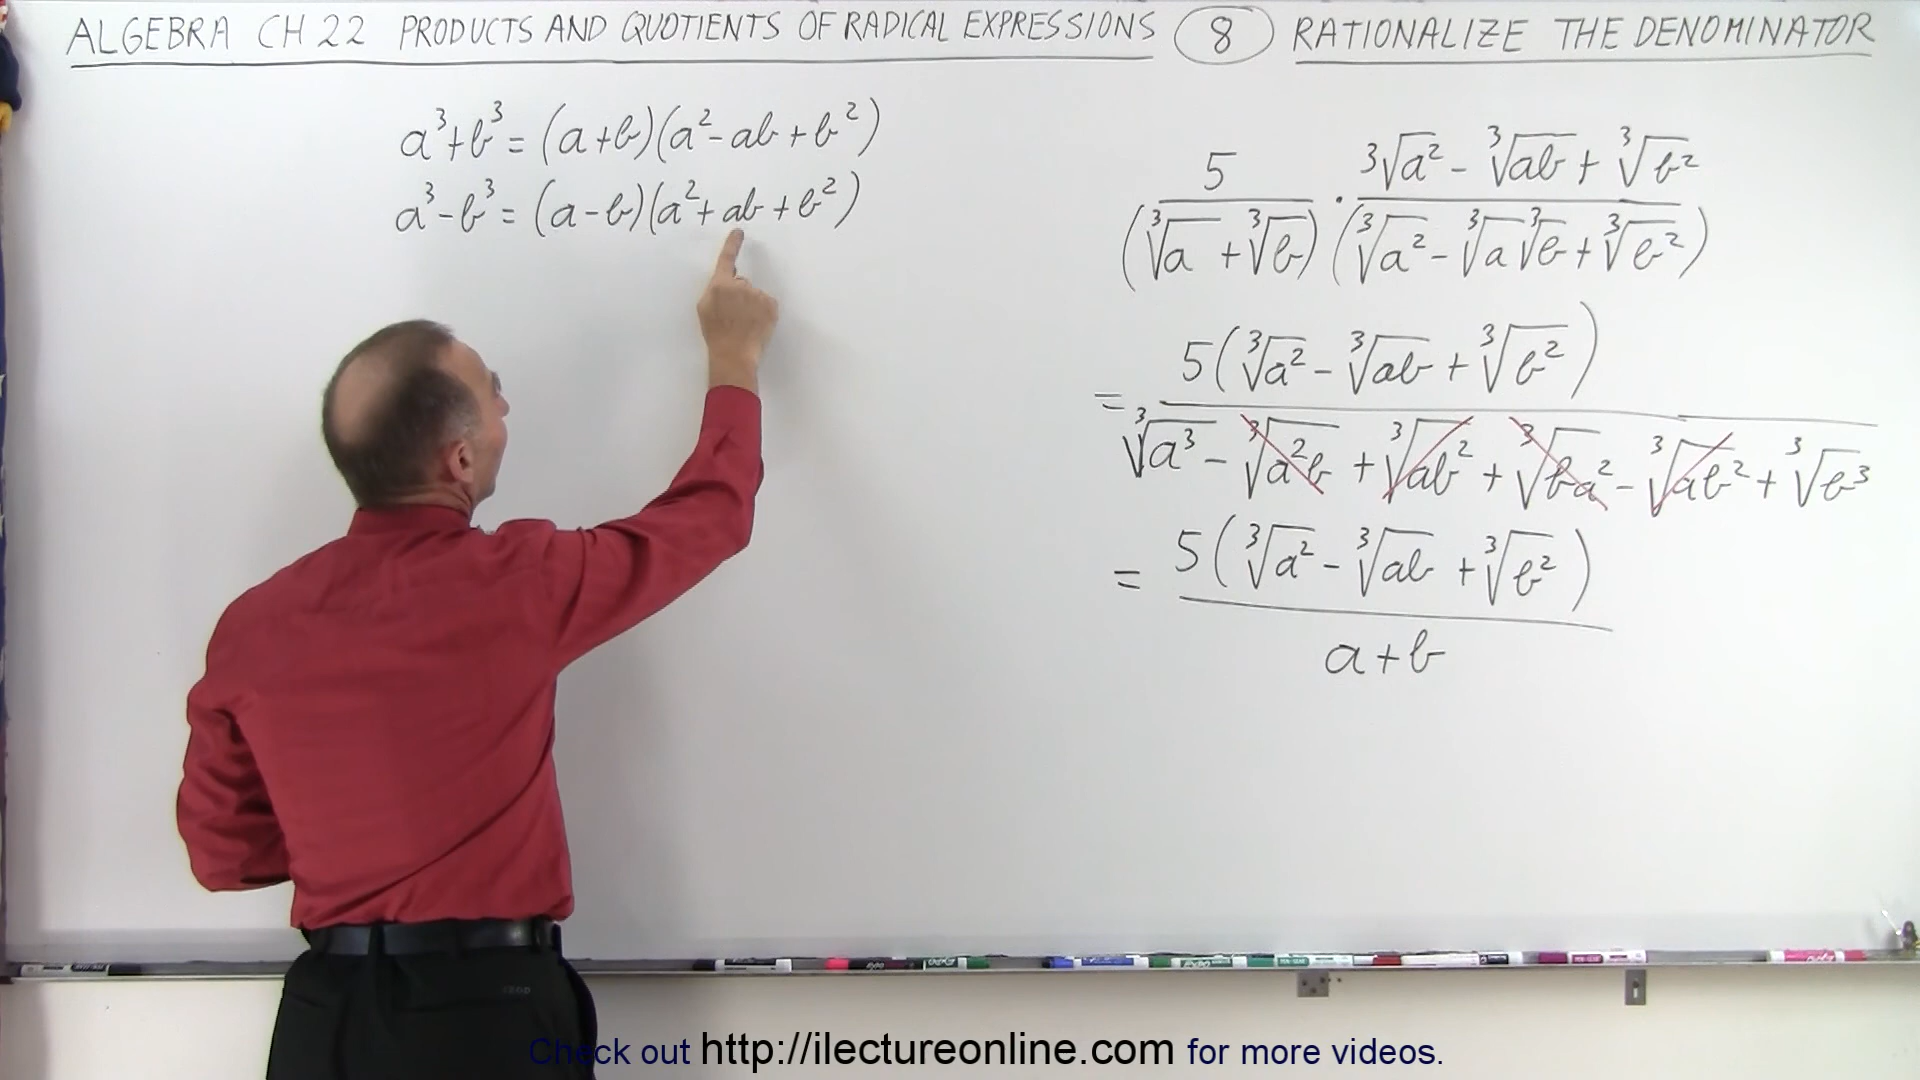 ALGEBRA CH 22 PRODUCTS AND QUOTIENTS OF RADICAL EXPRESSIONS 8 RATIONALIZE THE DENOMINATOR
a³+b³ = (a+b)(a²-ab+b²)
a³-b³ = (a-b)(a²+ab+b²)
5 / (∛a + ∛b) · (∛a² - ∛ab + ∛b²) / (∛a² - ∛a ∛b + ∛b²)
= 5(∛a² - ∛ab + ∛b²) / ∛a³ - ∛a²b + ∛ab² + ∛ba² - ∛ab² + ∛b³
= 5(∛a² - ∛ab + ∛b²) / a+b
Check out http://ilectureonline.com for more videos.